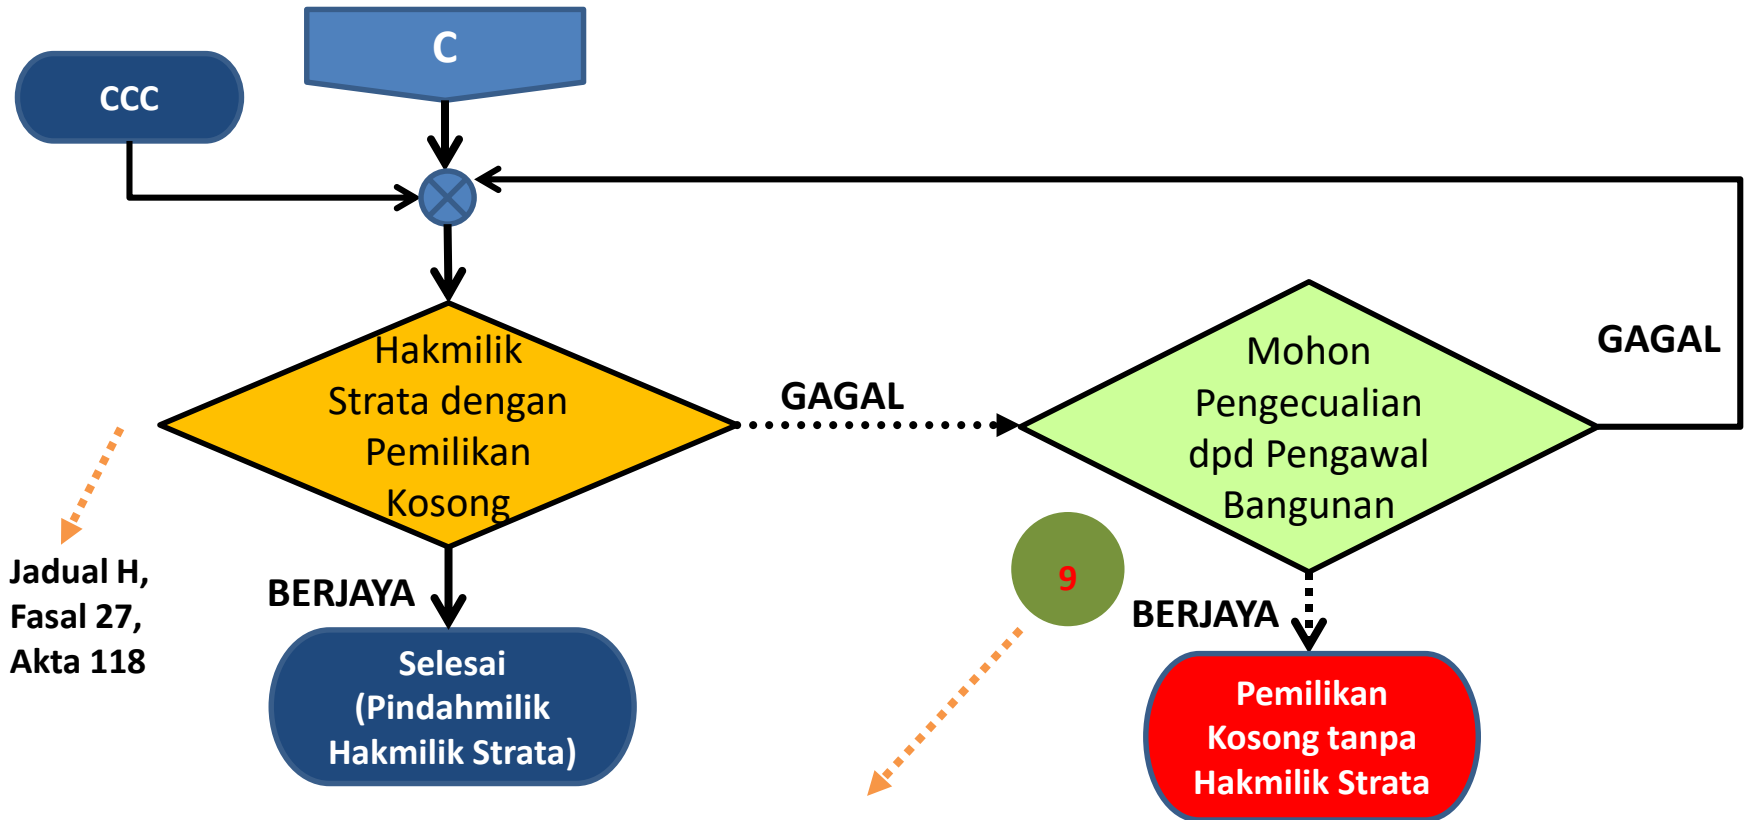 C
CCC
Hakmilik
Strata dengan
Pemilikan
Kosong
GAGAL
Mohon
Pengecualian
dpd Pengawal
Bangunan
GAGAL
Jadual H,
Fasal 27,
Akta 118
BERJAYA
Selesai
(Pindahmilik
Hakmilik Strata)
9
BERJAYA
Pemilikan
Kosong tanpa
Hakmilik Strata